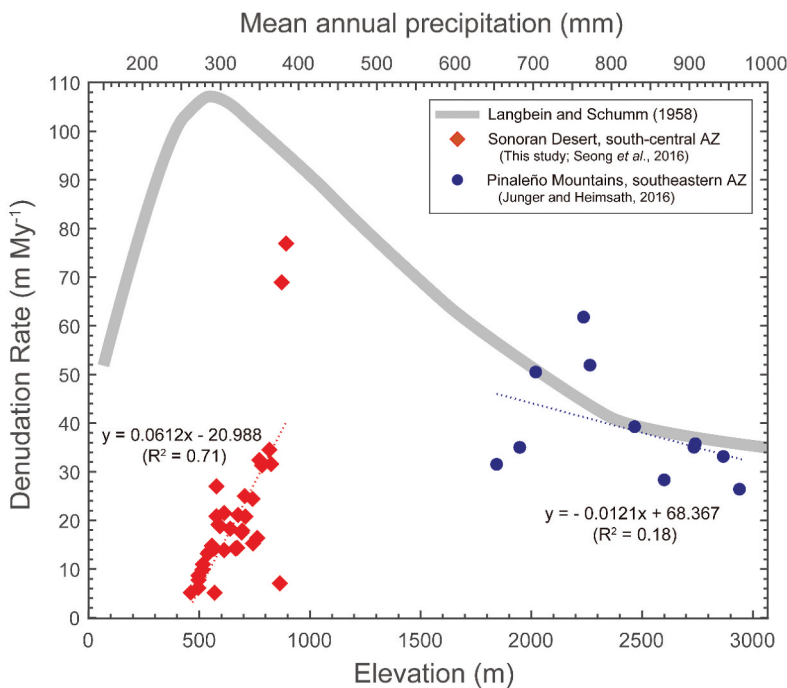 Mean annual precipitation (mm)
200 300 400 500 600 700 800 900 1000
110
100
90
80
70
60
50
40
30
20
10
0
Denudation Rate (m My-1)
Langbein and Schumm (1958)
Sonoran Desert, south-central AZ
(This study; Seong et al., 2016)
Pinaleño Mountains, southeastern AZ
(Junger and Heimsath, 2016)
y = 0.0612x - 20.988
(R2 = 0.71)
y = - 0.0121x + 68.367
(R2 = 0.18)
0 500 1000 1500 2000 2500 3000
Elevation (m)